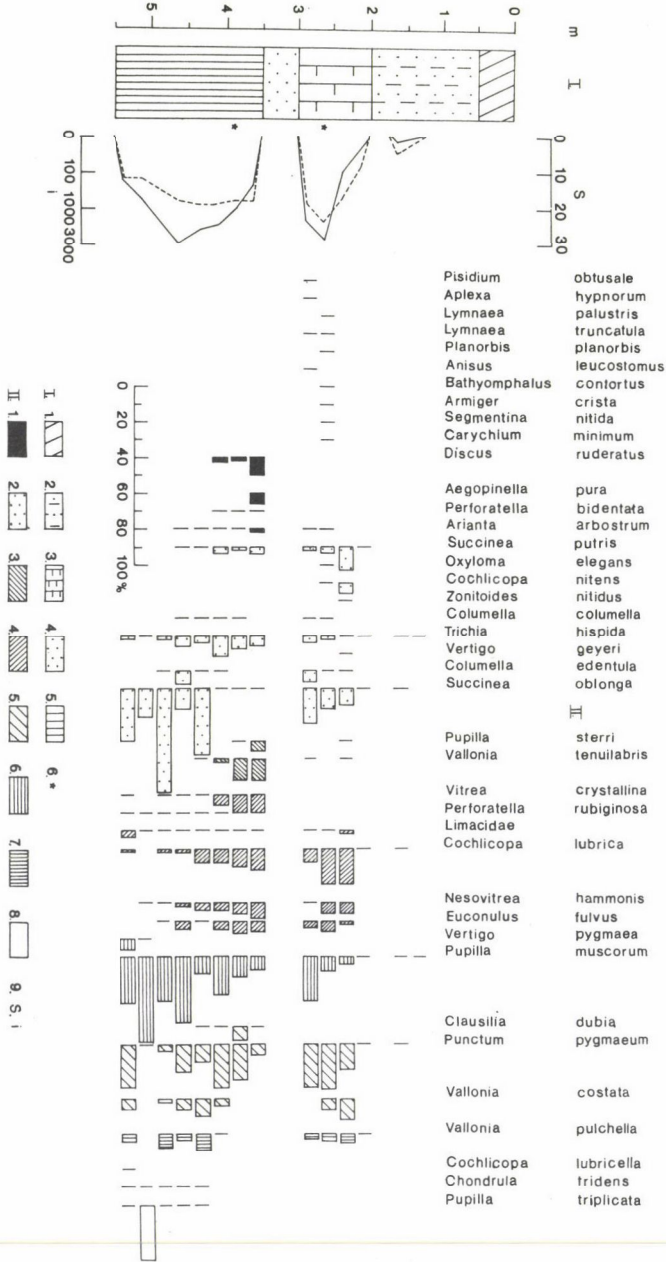 m
0
1
2
3
4
5
I
*
*
S
0
10
20
30
0
100
1000
3000
i
Pisidium obtusale
Aplexa hypnorum
Lymnaea palustris
Lymnaea truncatula
Planorbis planorbis
Anisus leucostomus
Bathyomphalus contortus
Armiger crista
Segmentina nitida
Carychium minimum
Discus ruderatus
Aegopinella pura
Perforatella bidentata
Arianta arbostrum
Succinea putris
Oxyloma elegans
Cochlicopa nitens
Zonitoides nitidus
Columella columella
Trichia hispida
Vertigo geyeri
Columella edentula
Succinea oblonga
II
Pupilla sterri
Vallonia tenuilabris
Vitrea crystallina
Perforatella rubiginosa
Limacidae
Cochlicopa lubrica
Nesovitrea hammonis
Euconulus fulvus
Vertigo pygmaea
Pupilla muscorum
Clausilia dubia
Punctum pygmaeum
Vallonia costata
Vallonia pulchella
Cochlicopa lubricella
Chondrula tridens
Pupilla triplicata
0
20
40
60
80
100%
I 1. 2. 3. 4. 5. 6. *
II 1. 2. 3. 4. 5. 6. 7. 8. 9. S. i